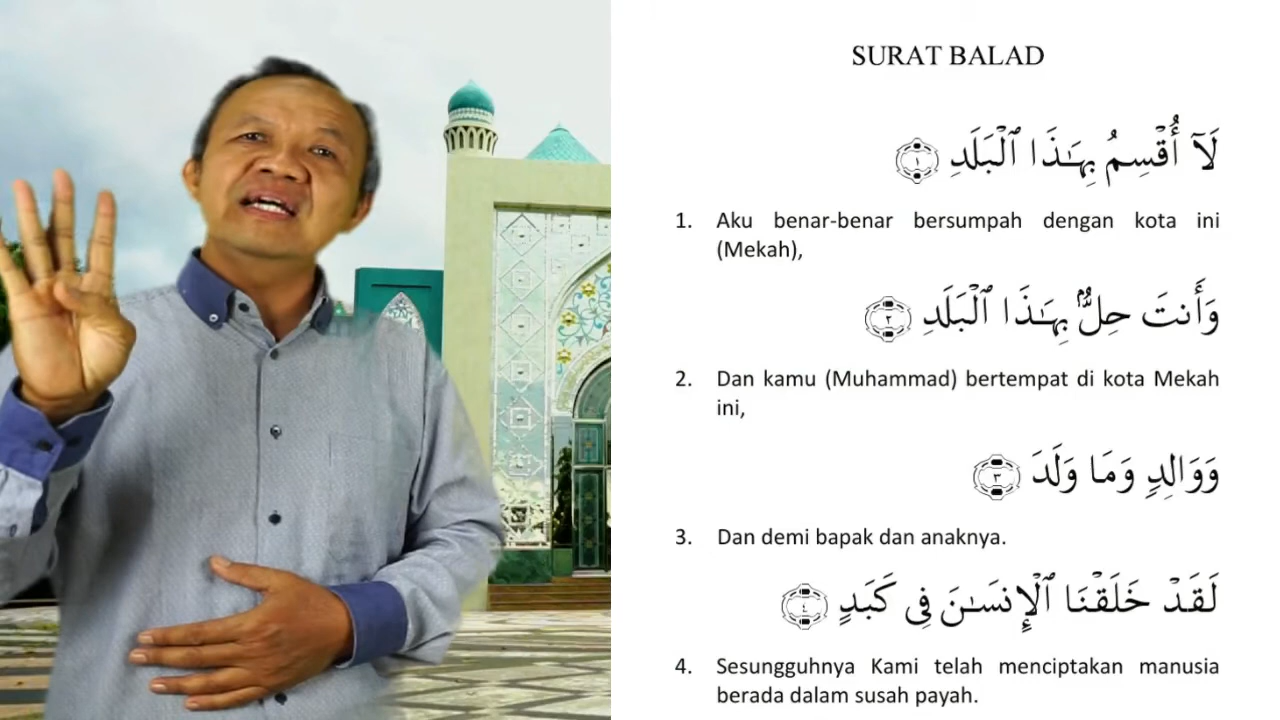 SURAT BALAD
لَآ أُقْسِمُ بِهَـٰذَا ٱلْبَلَدِ ١
1. Aku benar-benar bersumpah dengan kota ini
(Mekah),
وَأَنتَ حِلٌّۢ بِهَـٰذَا ٱلْبَلَدِ ٢
2. Dan kamu (Muhammad) bertempat di kota Mekah
ini,
وَوَالِدٍۢ وَمَا وَلَدَ ٣
3. Dan demi bapak dan anaknya.
لَقَدْ خَلَقْنَا ٱلْإِنسَـٰنَ فِى كَبَدٍ ٤
4. Sesungguhnya Kami telah menciptakan manusia
berada dalam susah payah.